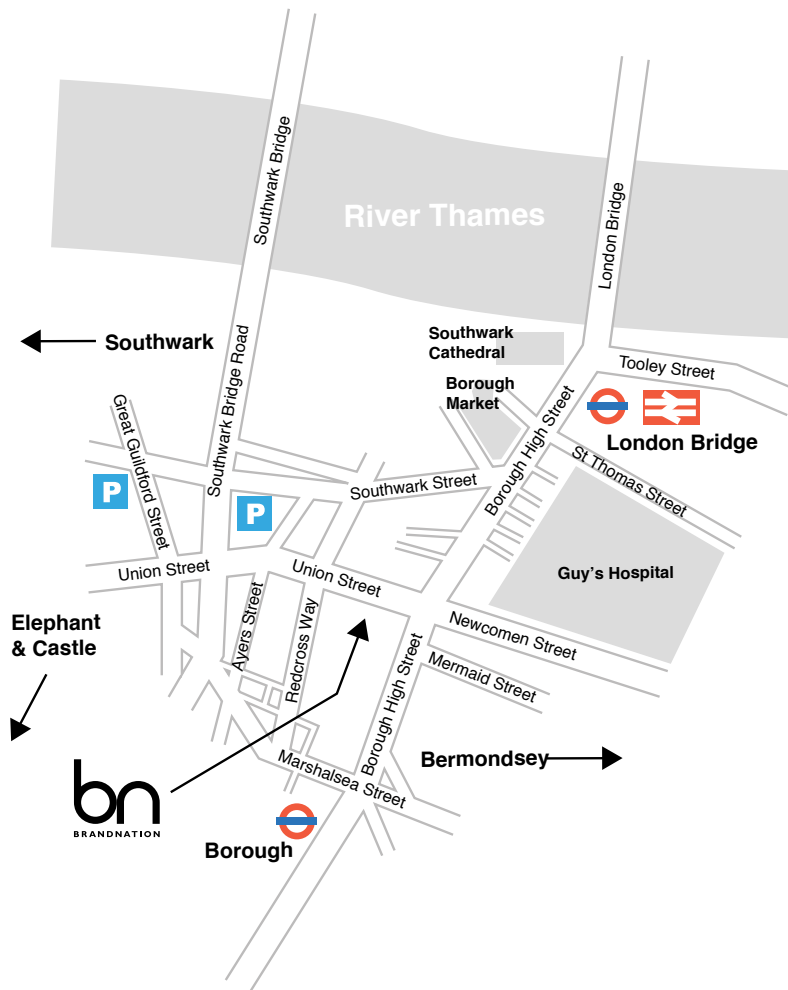 Southwark Bridge
River Thames
London Bridge
Southwark
Southwark
Cathedral
Tooley Street
Borough
Market
Southwark Bridge Road
Great Guildford Street
Borough High Street
London Bridge
P
P
Southwark Street
St Thomas Street
Union Street
Union Street
Guy's Hospital
Elephant
& Castle
Ayers Street
Redcross Way
Newcomen Street
Mermaid Street
Borough High Street
Bermondsey
Marshalsea Street
bn
BRANDNATION
Borough